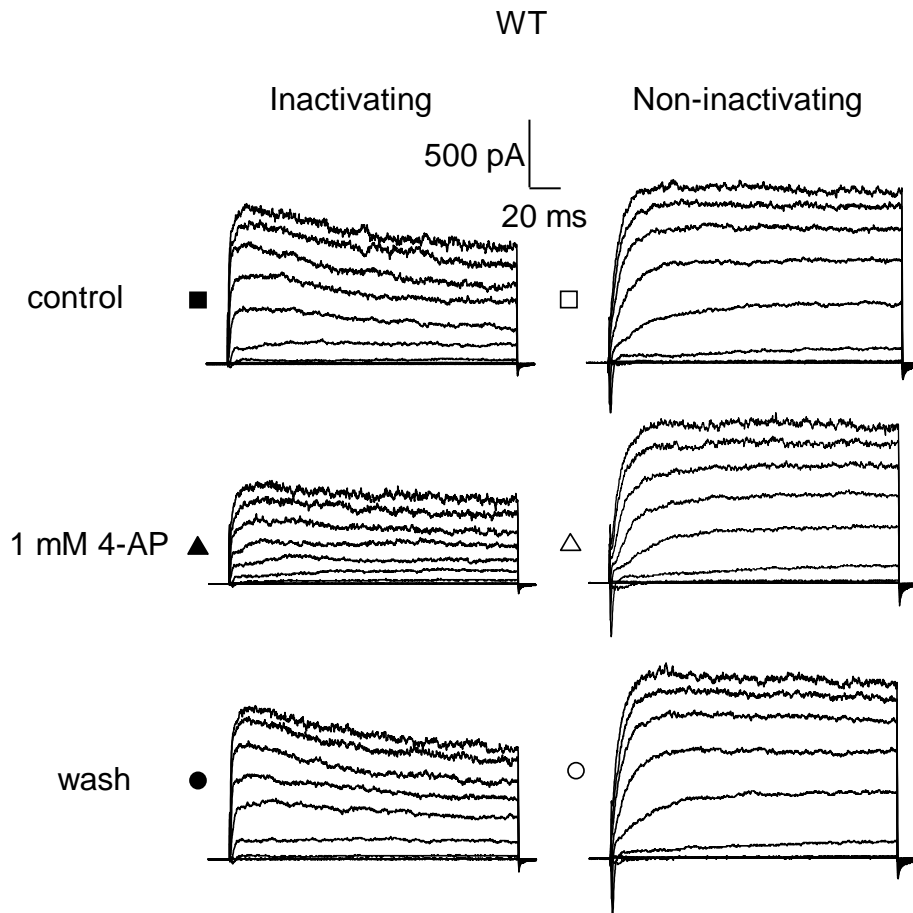 WT
Inactivating
Non-inactivating
500 pA
20 ms
control
1 mM 4-AP
wash